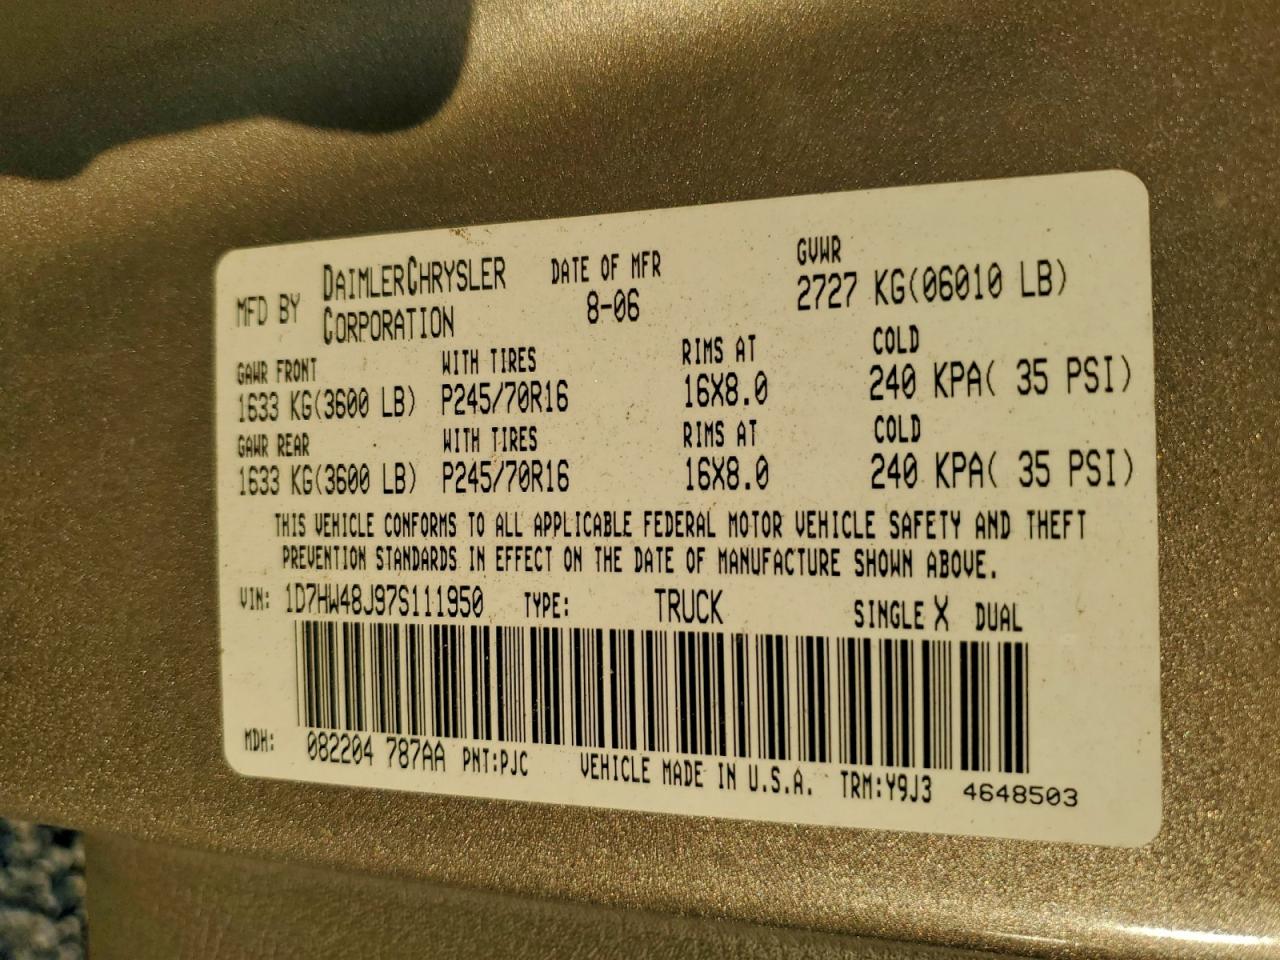 MFD BY DAIMLERCHRYSLER CORPORATION DATE OF MFR 8-06 GVWR 2727 KG(06010 LB)
GAWR FRONT WITH TIRES RIMS AT COLD
1633 KG(3600 LB) P245/70R16 16X8.0 240 KPA( 35 PSI)
GAWR REAR WITH TIRES RIMS AT COLD
1633 KG(3600 LB) P245/70R16 16X8.0 240 KPA( 35 PSI)
THIS VEHICLE CONFORMS TO ALL APPLICABLE FEDERAL MOTOR VEHICLE SAFETY AND THEFT
PREVENTION STANDARDS IN EFFECT ON THE DATE OF MANUFACTURE SHOWN ABOVE.
VIN: 1D7HW48J97S111950 TYPE: TRUCK SINGLE X DUAL
MDH: 082204 787AA PNT:PJC VEHICLE MADE IN U.S.A. TRM:Y9J3 4648503